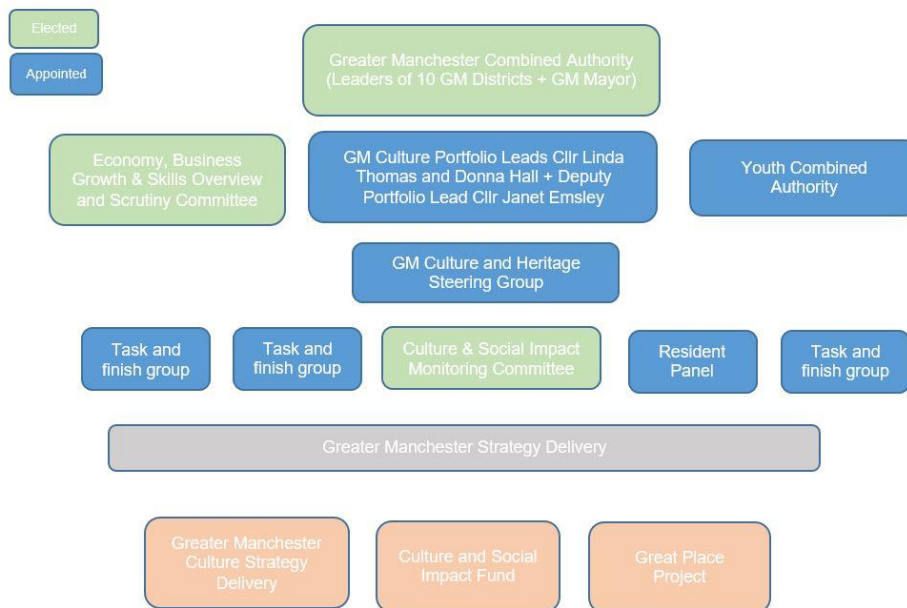 Elected
Appointed
Greater Manchester Combined Authority
(Leaders of 10 GM Districts + GM Mayor)
Economy, Business
Growth & Skills Overview
and Scrutiny Committee
GM Culture Portfolio Leads Cllr Linda
Thomas and Donna Hall + Deputy
Portfolio Lead Cllr Janet Emsley
Youth Combined
Authority
GM Culture and Heritage
Steering Group
Task and
finish group
Task and
finish group
Culture & Social Impact
Monitoring Committee
Resident
Panel
Task and
finish group
Greater Manchester Strategy Delivery
Greater Manchester
Culture Strategy
Delivery
Culture and Social
Impact Fund
Great Place
Project